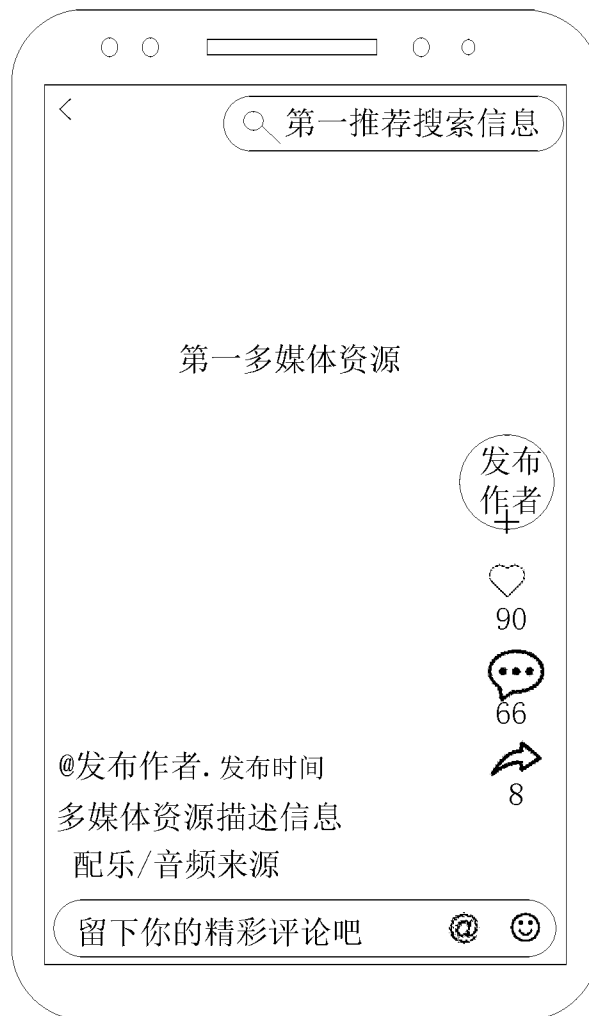 第一推荐搜索信息
第一多媒体资源
发布
作者
90
66
8
@发布作者.发布时间
多媒体资源描述信息
配乐/音频来源
留下你的精彩评论吧 @